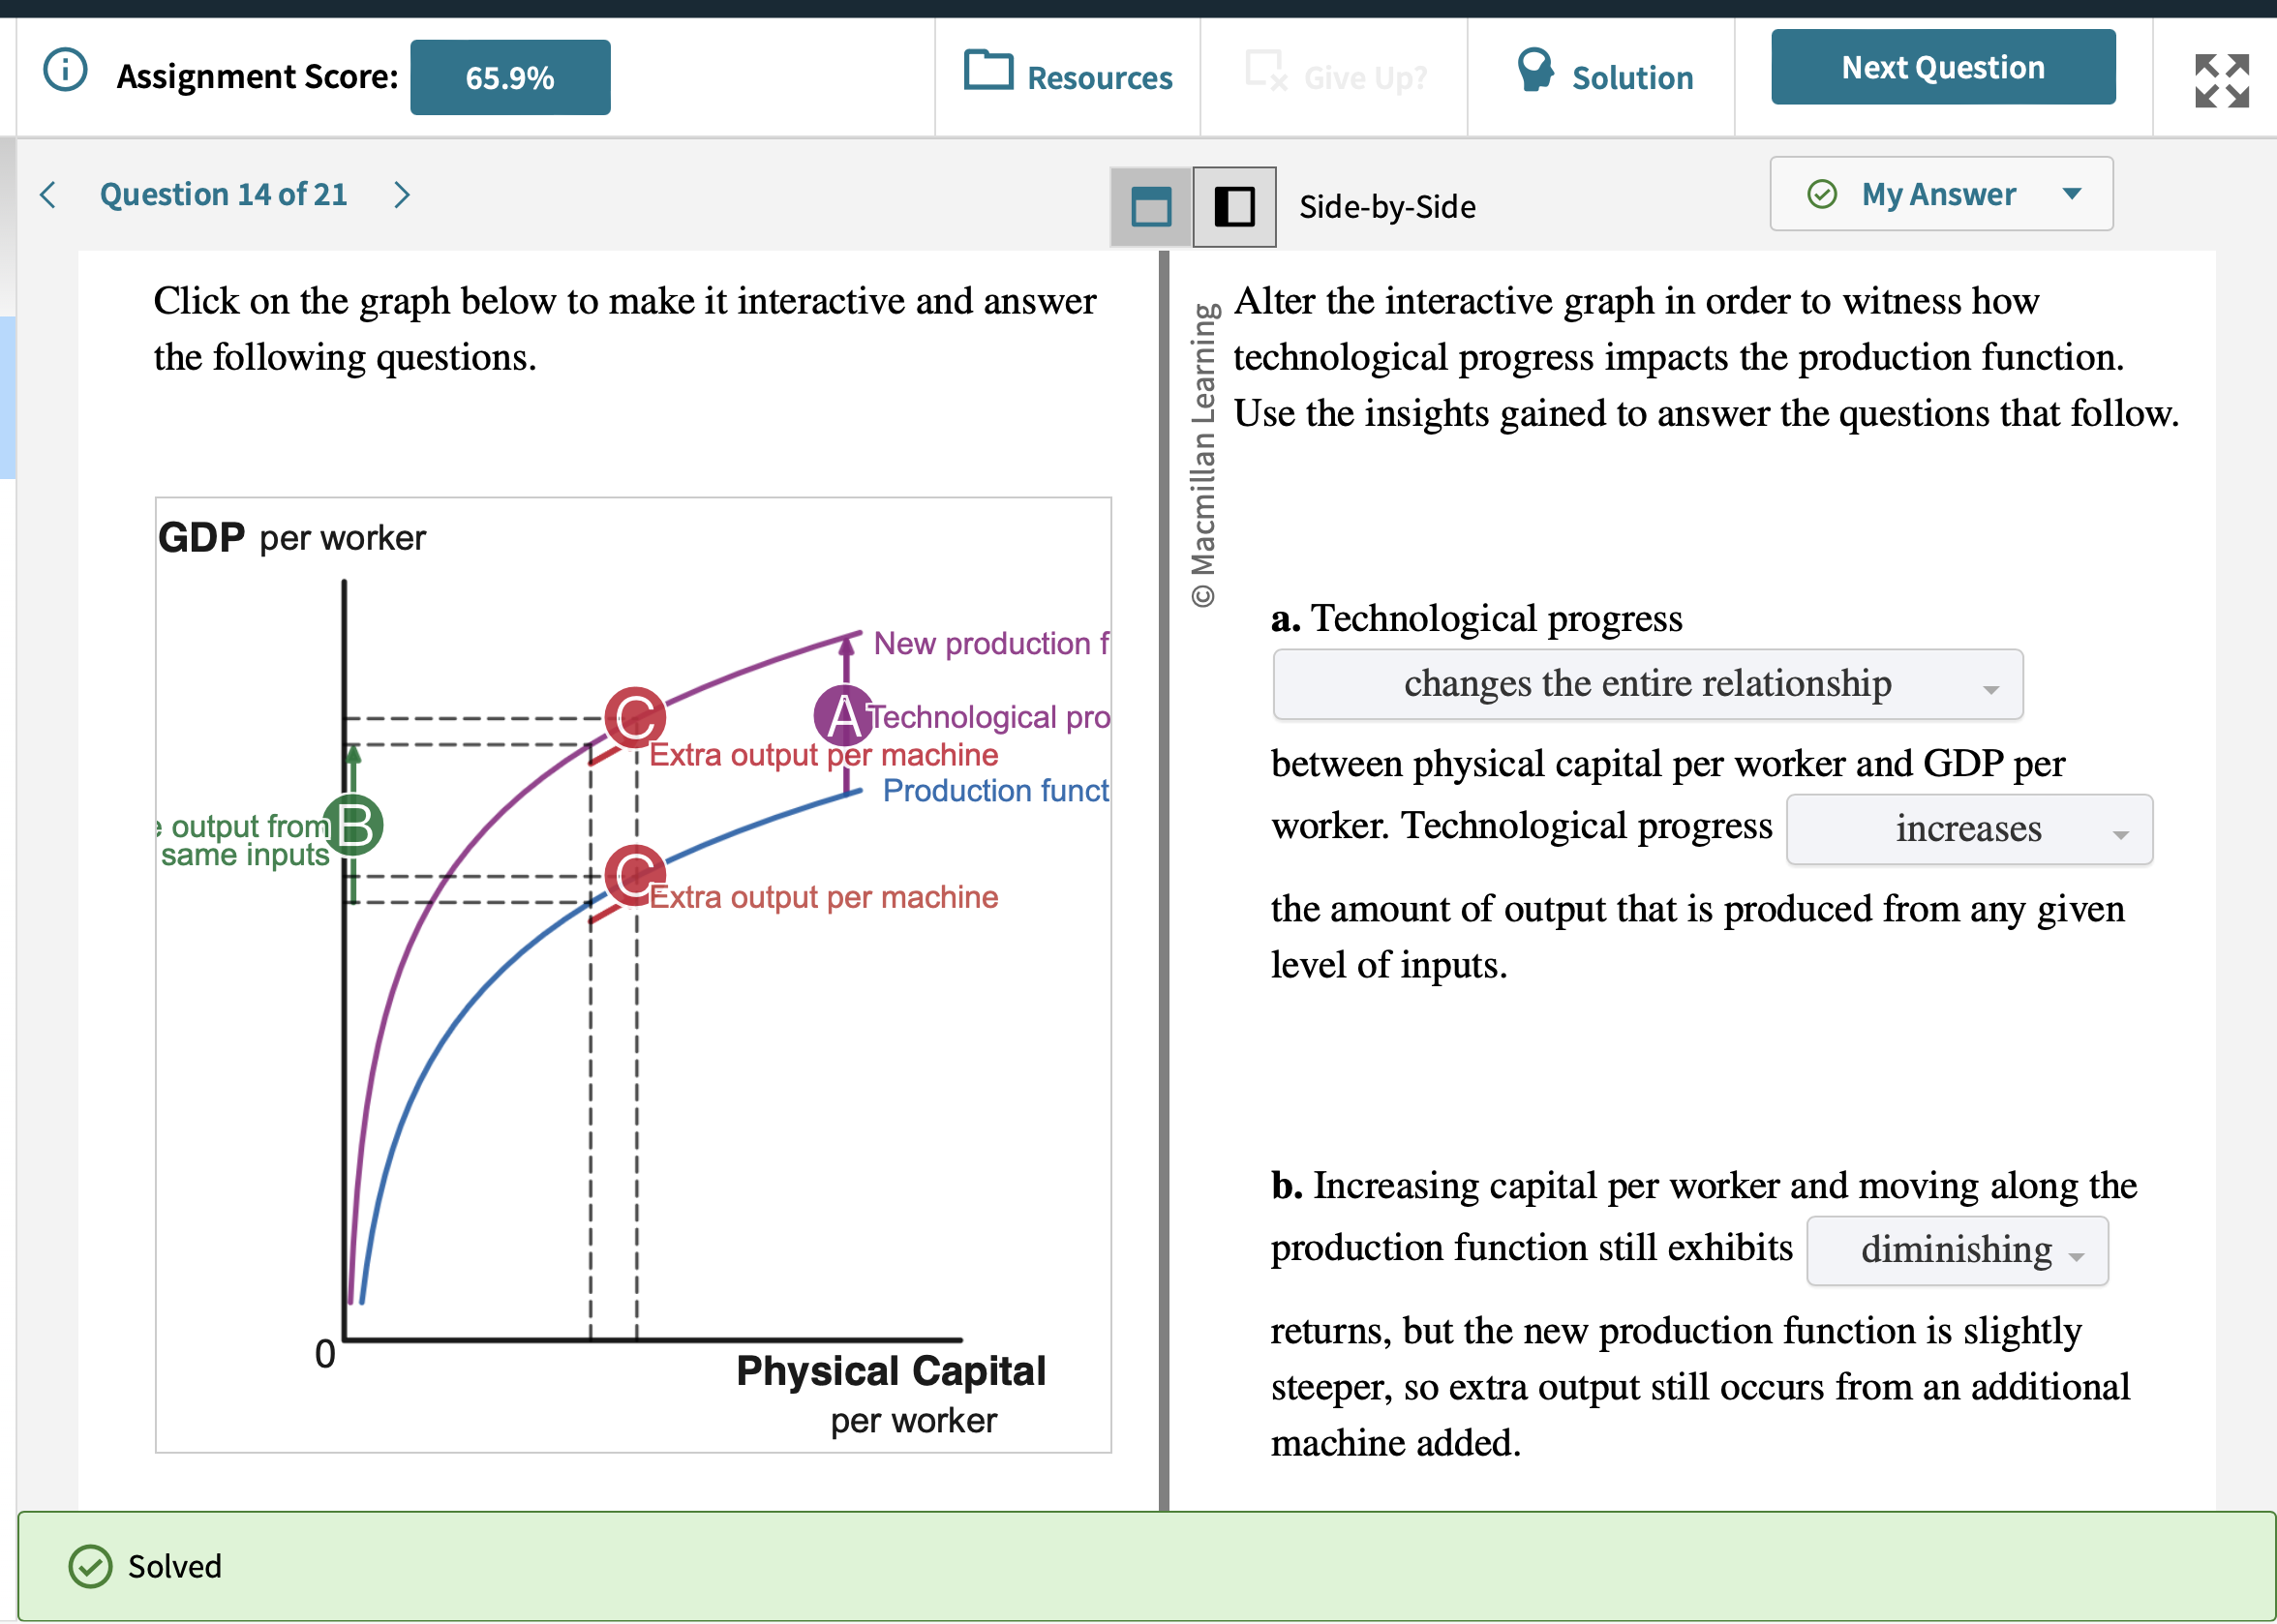 Assignment Score:
65.9%
Resources
Give Up?
Solution
Next Question
Question 14 of 21
Side-by-Side
My Answer
Click on the graph below to make it interactive and answer
the following questions.
GDP per worker
New production f
C
A
Technological pro
Extra output per machine
Production funct
B
e output from
same inputs
C
Extra output per machine
0
Physical Capital
per worker
© Macmillan Learning
Alter the interactive graph in order to witness how
technological progress impacts the production function.
Use the insights gained to answer the questions that follow.
a. Technological progress
changes the entire relationship
between physical capital per worker and GDP per
worker. Technological progress increases
the amount of output that is produced from any given
level of inputs.
b. Increasing capital per worker and moving along the
production function still exhibits diminishing
returns, but the new production function is slightly
steeper, so extra output still occurs from an additional
machine added.
Solved